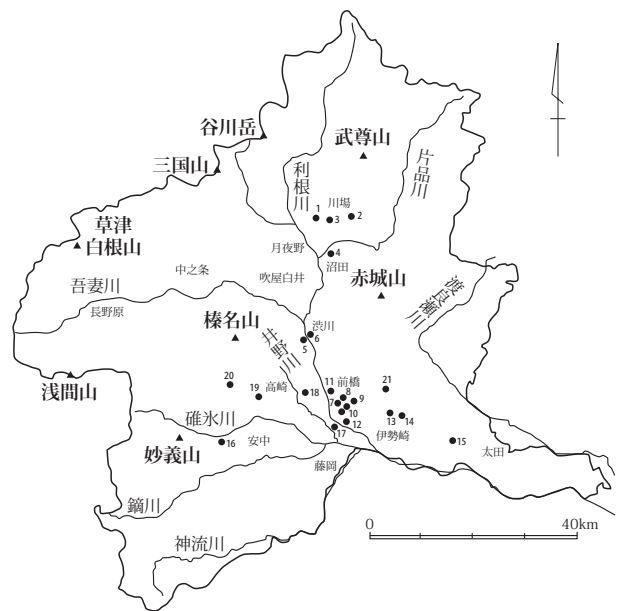 谷川岳
武尊山
三国山
利根川
片品川
川場
1
3
2
草津
白根山
月夜野
4
沼田
吾妻川
中之条
吹屋白井
赤城山
渡良瀬川
長野原
榛名山
井野川
渋川
6
5
浅間山
20
19
高崎
18
11
前橋
8
7
9
10
12
21
13
14
伊勢崎
17
碓氷川
16
安中
妙義山
藤岡
15
太田
鏑川
神流川
0
40km